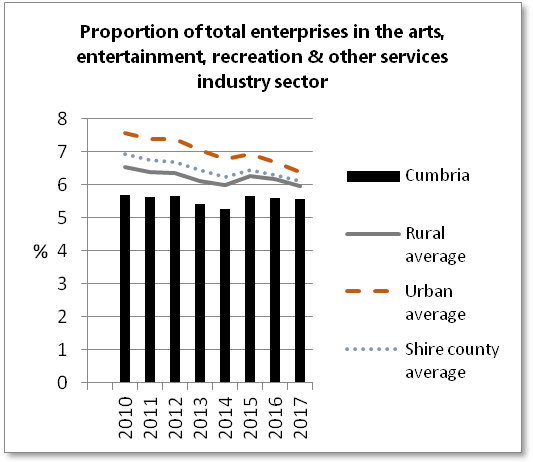 Proportion of total enterprises in the arts,
entertainment, recreation & other services
industry sector
8
7
6
5
% 4
3
2
1
0
2010
2011
2012
2013
2014
2015
2016
2017
Cumbria
Rural
average
Urban
average
Shire county
average